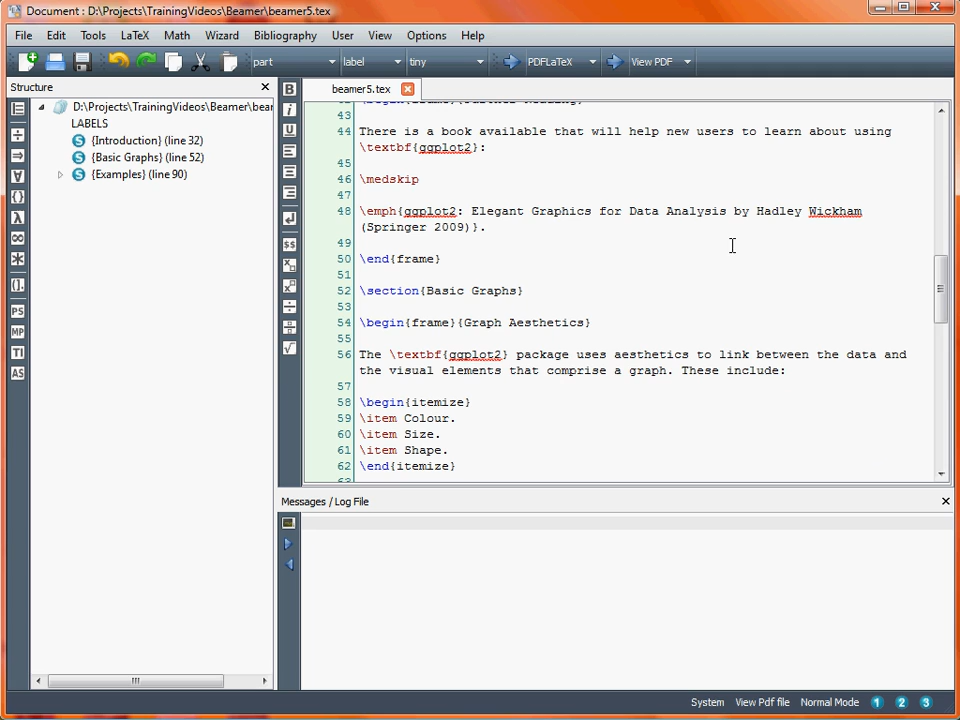 Document : D:\Projects\TrainingVideos\Beamer\beamer5.tex
File Edit Tools LaTeX Math Wizard Bibliography User View Options Help
part label tiny PDFLaTeX View PDF
Structure
D:\Projects\TrainingVideos\Beamer\bear
LABELS
{Introduction} (line 32)
{Basic Graphs} (line 52)
{Examples} (line 90)
beamer5.tex
43
44 There is a book available that will help new users to learn about using
\textbf{ggplot2}:
45
46 \medskip
47
48 \emph{ggplot2: Elegant Graphics for Data Analysis by Hadley Wickham
(Springer 2009)}.
49
50 \end{frame}
51
52 \section{Basic Graphs}
53
54 \begin{frame}{Graph Aesthetics}
55
56 The \textbf{ggplot2} package uses aesthetics to link between the data and
the visual elements that comprise a graph. These include:
57
58 \begin{itemize}
59 \item Colour.
60 \item Size.
61 \item Shape.
62 \end{itemize}
Messages / Log File
PS
MP
TI
AS
System View Pdf file Normal Mode 1 2 3